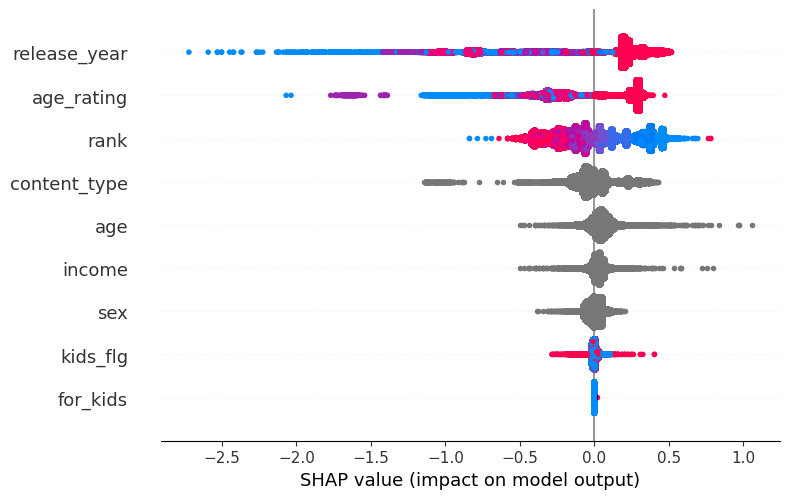 release_year
age_rating
rank
content_type
age
income
sex
kids_flg
for_kids
−2.5 −2.0 −1.5 −1.0 −0.5 0.0 0.5 1.0
SHAP value (impact on model output)